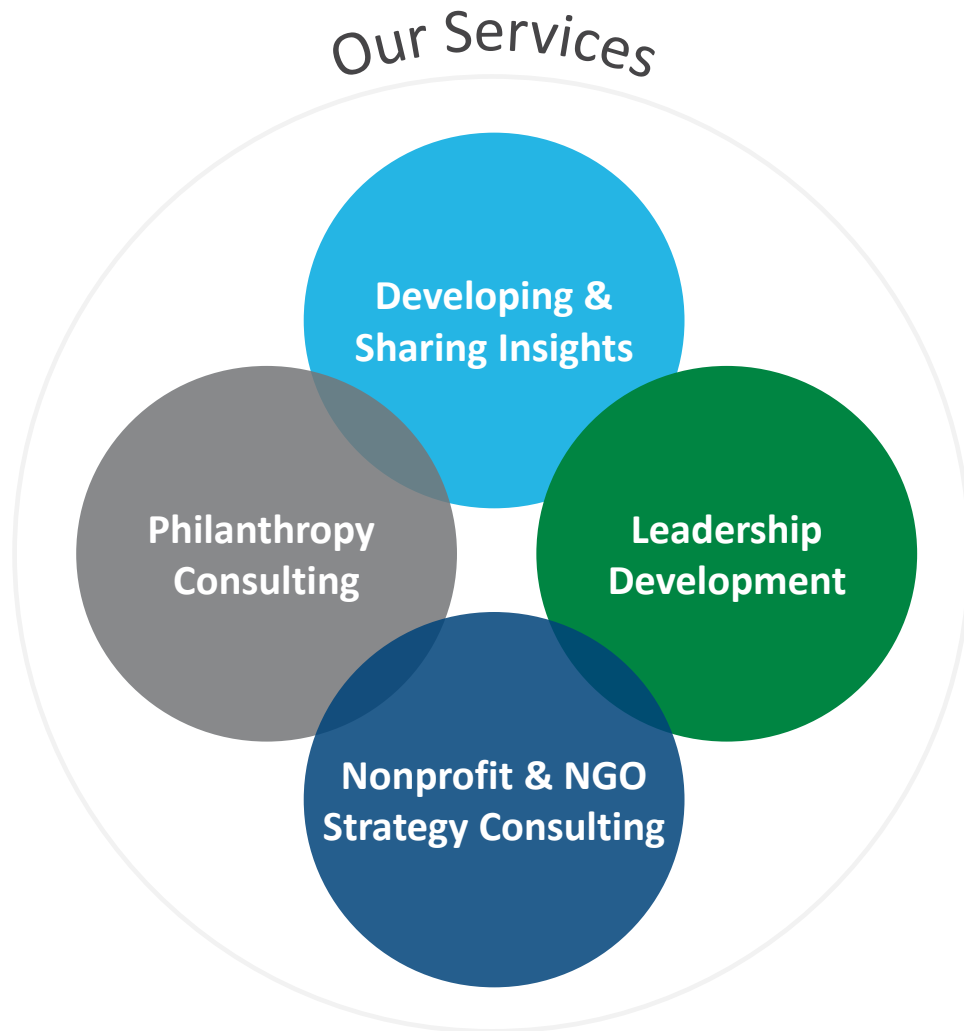 Our Services
Developing &
Sharing Insights
Philanthropy
Consulting
Leadership
Development
Nonprofit & NGO
Strategy Consulting